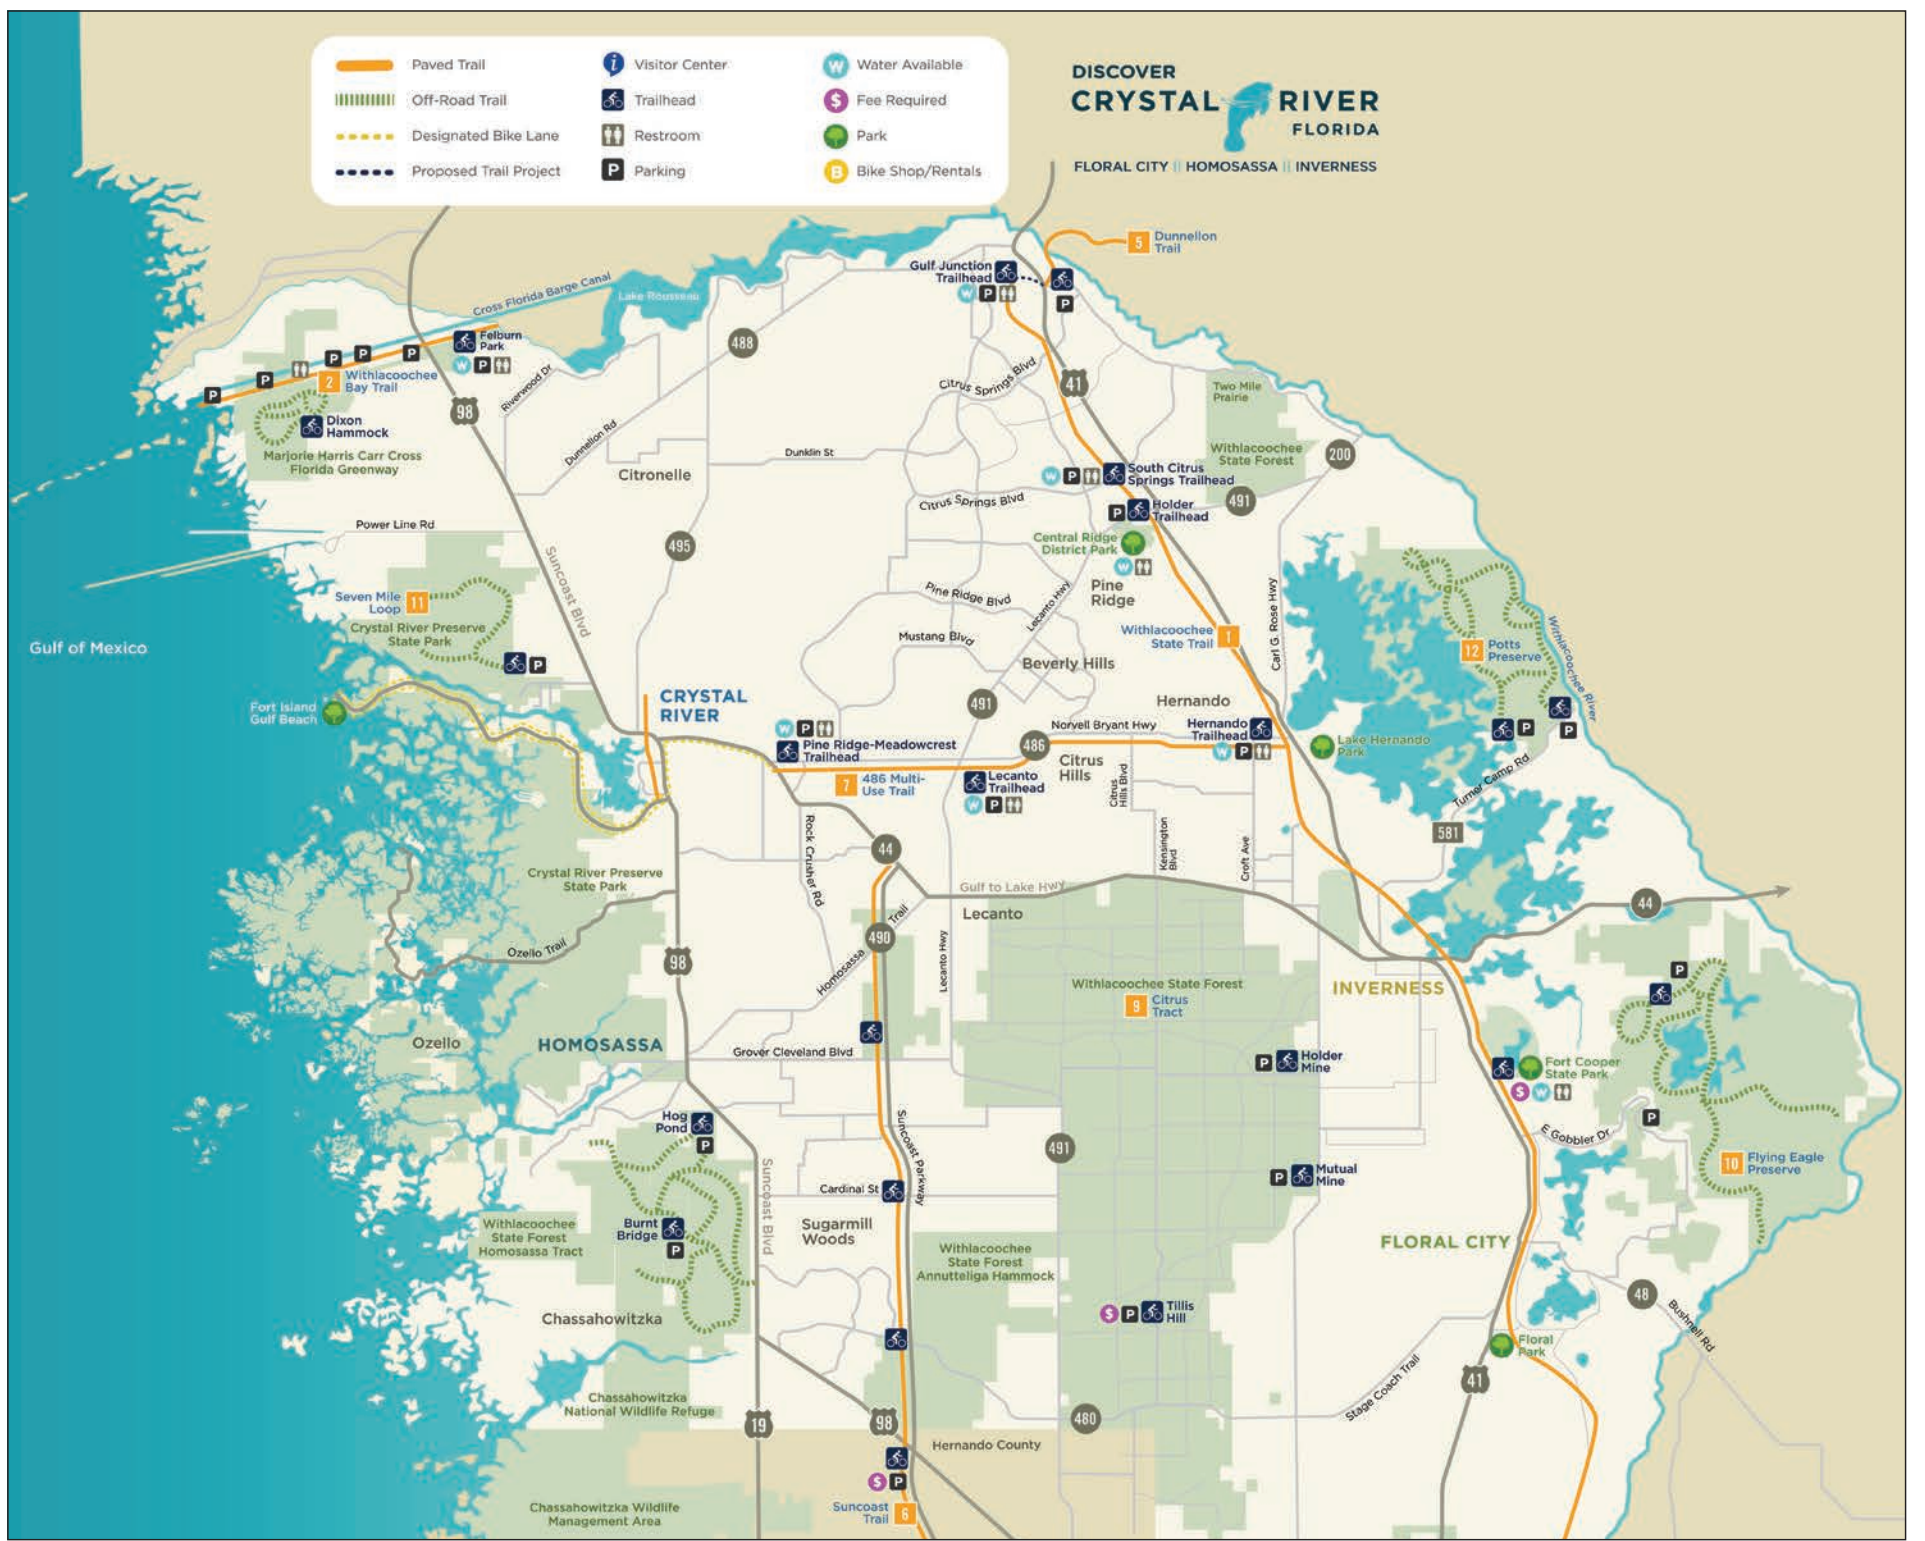 Paved Trail
Off-Road Trail
Designated Bike Lane
Proposed Trail Project
i
Visitor Center
Trailhead
Restroom
P
Parking
W
Water Available
$
Fee Required
Park
B
Bike Shop/Rentals
DISCOVER
CRYSTAL RIVER
FLORIDA
FLORAL CITY || HOMOSASSA || INVERNESS
5
Dunnellon
Trail
Gulf Junction
Trailhead
W P
P
Cross Florida Barge Canal
Lake Rousseau
Felburn
Park
W P
P
P
P
P
P
2
Withlacoochee
Bay Trail
Dixon
Hammock
Marjorie Harris Carr Cross
Florida Greenway
98
Riverwood Dr
488
Dunnellon Rd
Citronelle
Dunklin St
Citrus Springs Blvd
41
Two Mile
Prairie
Withlacoochee
State Forest
200
491
W P
South Citrus
Springs Trailhead
Citrus Springs Blvd
P
Holder
Trailhead
Central Ridge
District Park
W
Power Line Rd
495
Suncoast Blvd
Seven Mile
Loop
11
Crystal River Preserve
State Park
P
Gulf of Mexico
Fort Island
Gulf Beach
CRYSTAL
RIVER
Pine Ridge Blvd
Lecanto Hwy
Pine
Ridge
Mustang Blvd
Beverly Hills
Withlacoochee
State Trail
1
Carl G. Rose Hwy
12
Potts
Preserve
Withlacoochee River
P
P
491
Hernando
Norvell Bryant Hwy
Hernando
Trailhead
W P
Lake Hernando
Park
W P
Pine Ridge-Meadowcrest
Trailhead
486
Citrus
Hills
7
486 Multi-
Use Trail
Lecanto
Trailhead
W P
Citrus
Hills Blvd
Turner Camp Rd
581
Rock Crusher Rd
44
Kensington
Blvd
Croft Ave
Crystal River Preserve
State Park
Gulf to Lake Hwy
Lecanto
44
Ozello Trail
98
Homosassa Trail
490
Lecanto Hwy
Withlacoochee State Forest
9
Citrus
Tract
INVERNESS
P
Ozello
HOMOSASSA
Grover Cleveland Blvd
P
Holder
Mine
Fort Cooper
State Park
$ W
Hog
Pond
P
Suncoast Parkway
491
E Gobbler Dr
P
10
Flying Eagle
Preserve
Suncoast Blvd
Cardinal St
P
Mutual
Mine
Withlacoochee
State Forest
Homosassa Tract
Burnt
Bridge
P
Sugarmill
Woods
Withlacoochee
State Forest
Annutteliga Hammock
FLORAL CITY
48
Bushnell Rd
Chassahowitzka
$ P
Tillis
Hill
Floral
Park
41
Stage Coach Trail
Chassahowitzka
National Wildlife Refuge
19
98
480
Hernando County
$ P
Chassahowitzka Wildlife
Management Area
Suncoast
Trail
6